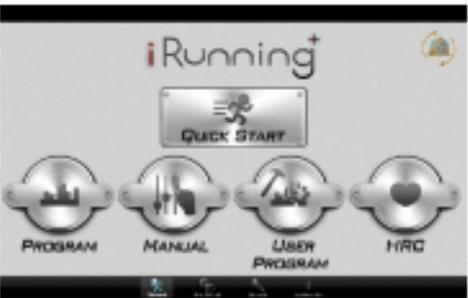 iRunning+
QUICK START
PROGRAM
MANUAL
USER
PROGRAM
HRC